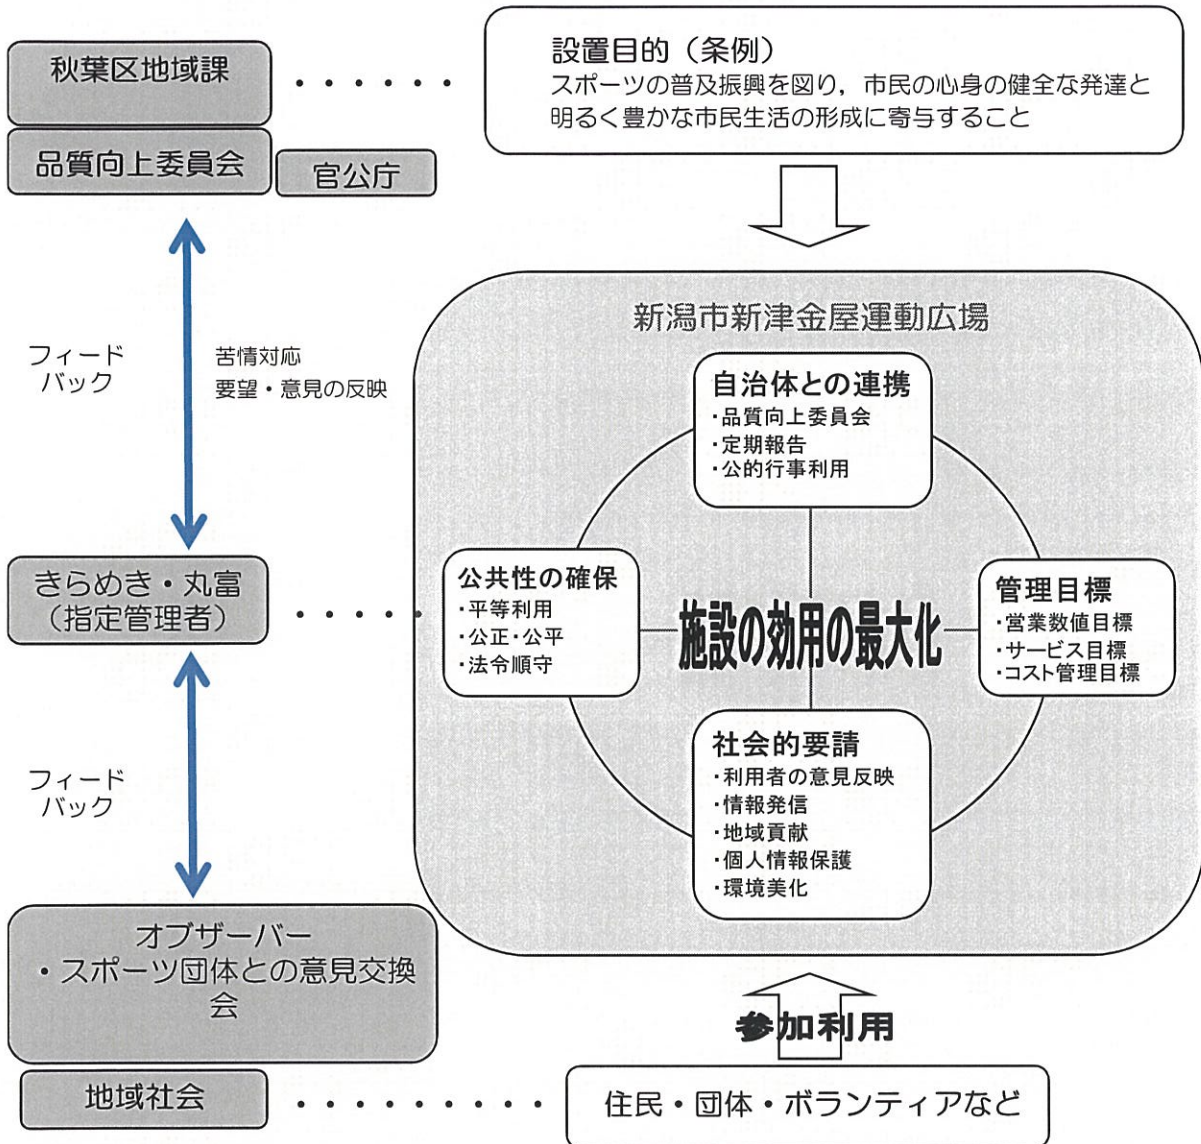 秋葉区地域課
品質向上委員会
官公庁
設置目的（条例）
スポーツの普及振興を図り，市民の心身の健全な発達と
明るく豊かな市民生活の形成に寄与すること
フィード
バック
苦情対応
要望・意見の反映
新潟市新津金屋運動広場
自治体との連携
・品質向上委員会
・定期報告
・公的行事利用
きらめき・丸富
（指定管理者）
公共性の確保
・平等利用
・公正・公平
・法令順守
施設の効用の最大化
管理目標
・営業数値目標
・サービス目標
・コスト管理目標
社会的要請
・利用者の意見反映
・情報発信
・地域貢献
・個人情報保護
・環境美化
フィード
バック
オブザーバー
・スポーツ団体との意見交換
会
地域社会
参加利用
住民・団体・ボランティアなど